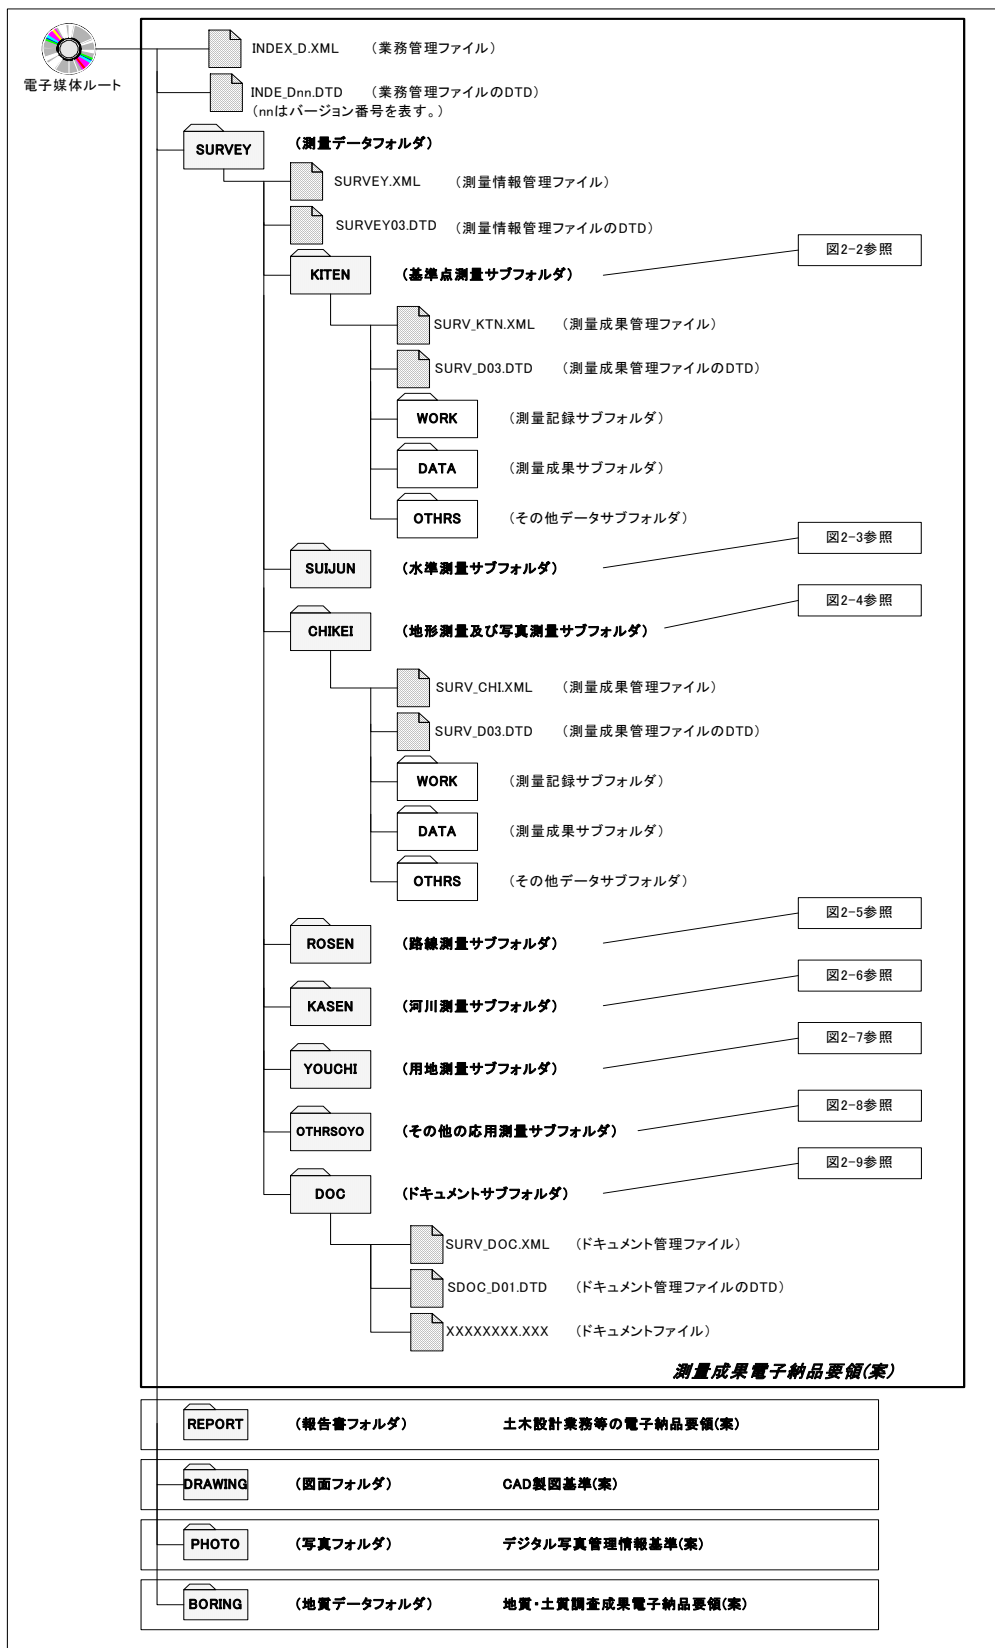 電子媒体ルート
INDEX_D.XML （業務管理ファイル）
INDE_Dnn.DTD （業務管理ファイルのDTD）
（nnはバージョン番号を表す。）
SURVEY （測量データフォルダ）
SURVEY.XML （測量情報管理ファイル）
SURVEY03.DTD （測量情報管理ファイルのDTD）
図2-2参照
KITEN （基準点測量サブフォルダ）
SURV_KTN.XML （測量成果管理ファイル）
SURV_D03.DTD （測量成果管理ファイルのDTD）
WORK （測量記録サブフォルダ）
DATA （測量成果サブフォルダ）
OTHRS （その他データサブフォルダ）
図2-3参照
SUIJUN （水準測量サブフォルダ）
図2-4参照
CHIKEI （地形測量及び写真測量サブフォルダ）
SURV_CHI.XML （測量成果管理ファイル）
SURV_D03.DTD （測量成果管理ファイルのDTD）
WORK （測量記録サブフォルダ）
DATA （測量成果サブフォルダ）
OTHRS （その他データサブフォルダ）
図2-5参照
ROSEN （路線測量サブフォルダ）
図2-6参照
KASEN （河川測量サブフォルダ）
図2-7参照
YOUCHI （用地測量サブフォルダ）
図2-8参照
OTHRSOYO （その他の応用測量サブフォルダ）
図2-9参照
DOC （ドキュメントサブフォルダ）
SURV_DOC.XML （ドキュメント管理ファイル）
SDOC_D01.DTD （ドキュメント管理ファイルのDTD）
XXXXXXXX.XXX （ドキュメントファイル）
測量成果電子納品要領(案)
REPORT （報告書フォルダ） 土木設計業務等の電子納品要領(案)
DRAWING （図面フォルダ） CAD製図基準(案)
PHOTO （写真フォルダ） デジタル写真管理情報基準(案)
BORING （地質データフォルダ） 地質・土質調査成果電子納品要領(案)